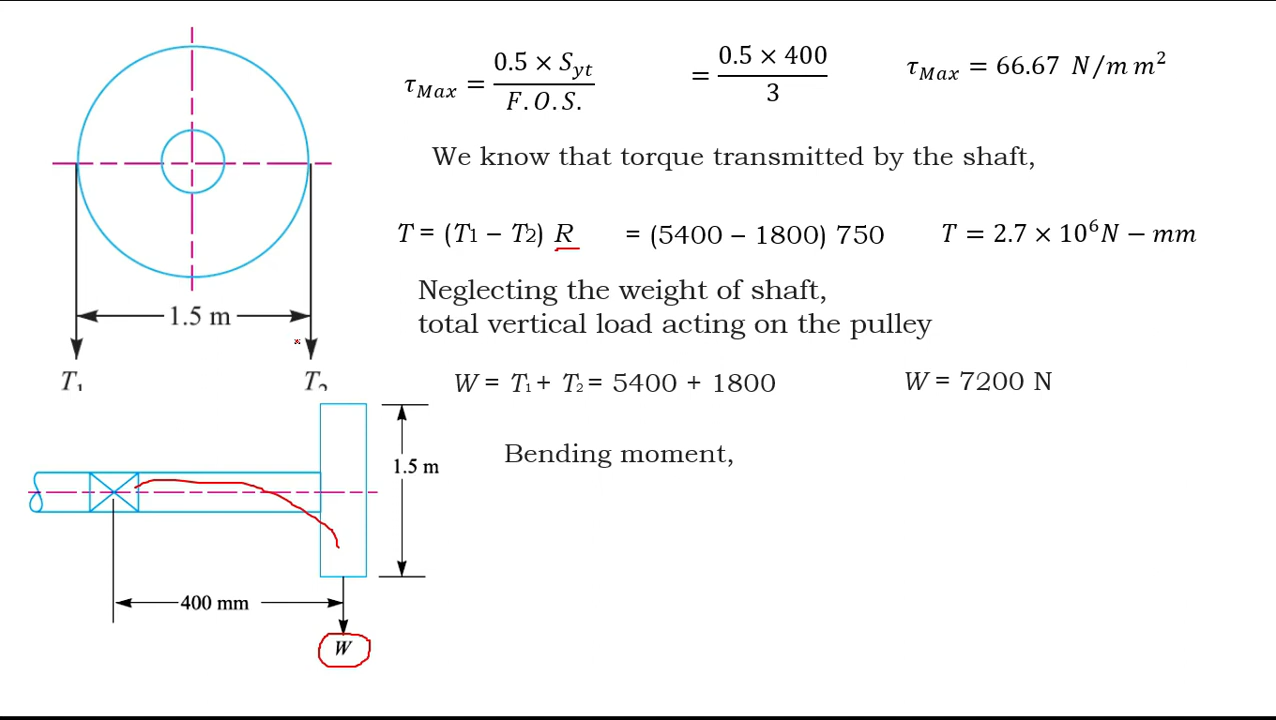 τMax = 0.5 × Syt / F.O.S. = 0.5 × 400 / 3 τMax = 66.67 N/mm²
We know that torque transmitted by the shaft,
T = (T1 − T2) R = (5400 – 1800) 750 T = 2.7 × 10⁶N − mm
Neglecting the weight of shaft,
total vertical load acting on the pulley
W = T1 + T2 = 5400 + 1800 W = 7200 N
Bending moment,
1.5 m
T1 T2
1.5 m
400 mm
W